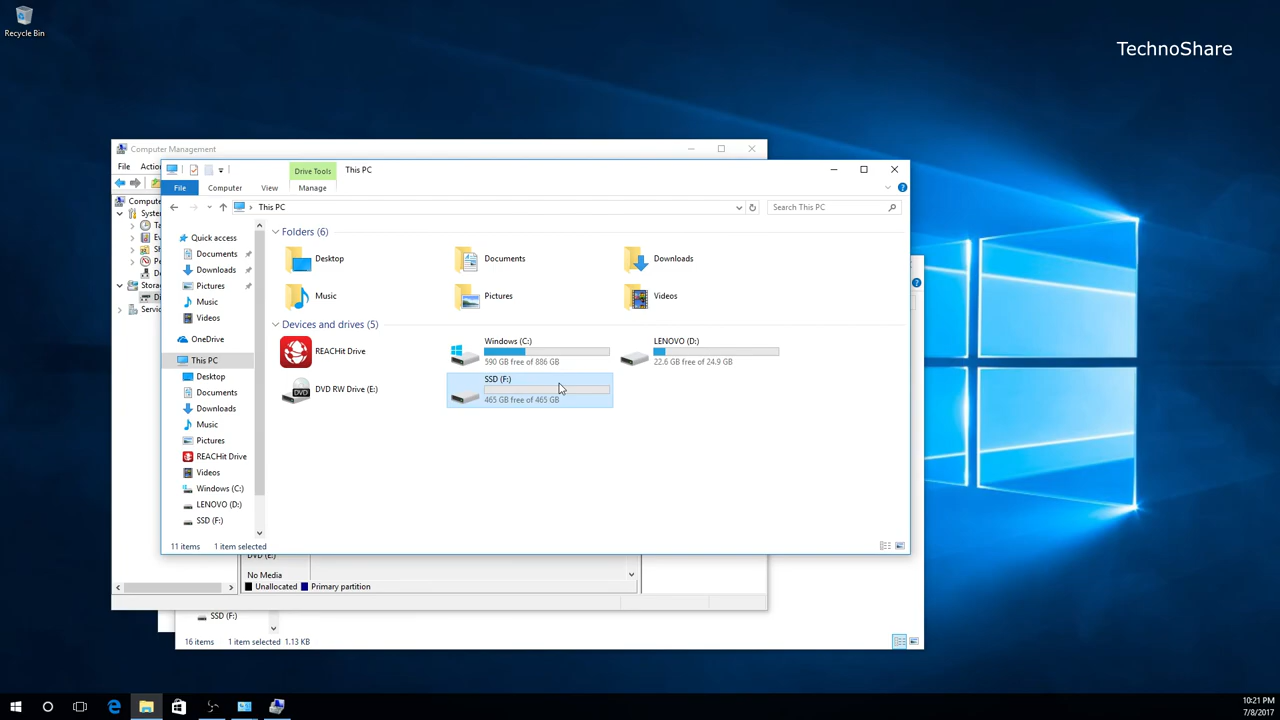 Recycle Bin
TechnoShare
Computer Management
File
Drive Tools
This PC
File
Computer
View
Manage
This PC
Search This PC
Quick access
Documents
Downloads
Pictures
Music
Videos
OneDrive
This PC
Desktop
Documents
Downloads
Music
Pictures
REACHit Drive
Videos
Windows (C:)
LENOVO (D:)
SSD (F:)
Folders (6)
Desktop
Documents
Downloads
Music
Pictures
Videos
Devices and drives (5)
REACHit Drive
Windows (C:)
590 GB free of 886 GB
LENOVO (D:)
22.6 GB free of 24.9 GB
DVD RW Drive (E:)
SSD (F:)
465 GB free of 465 GB
11 items
1 item selected
DVD (E:)
No Media
Unallocated
Primary partition
SSD (F:)
16 items
1 item selected
1.13 KB
10:21 PM
7/8/2017